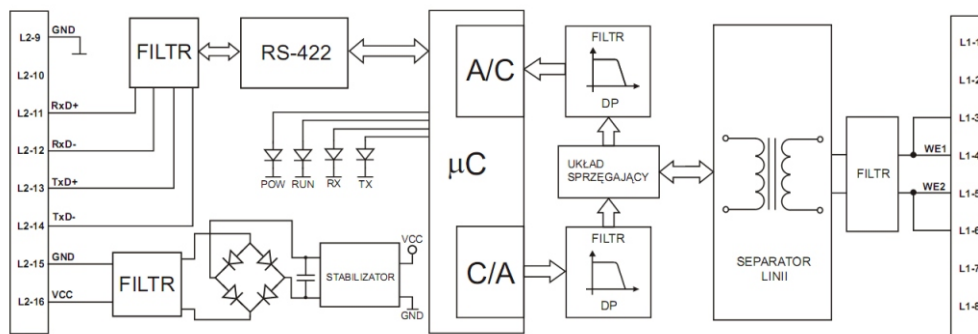 L2-9
GND
L2-10
L2-11
RxD+
L2-12
RxD-
L2-13
TxD+
L2-14
TxD-
L2-15
GND
L2-16
VCC
FILTR
RS-422
POW
RUN
RX
TX
FILTR
STABILIZATOR
VCC
GND
A/C
μC
C/A
FILTR
DP
UKŁAD
SPRZĘGAJĄCY
FILTR
DP
SEPARATOR
LINII
FILTR
WE1
WE2
L1-1
L1-2
L1-3
L1-4
L1-5
L1-6
L1-7
L1-8